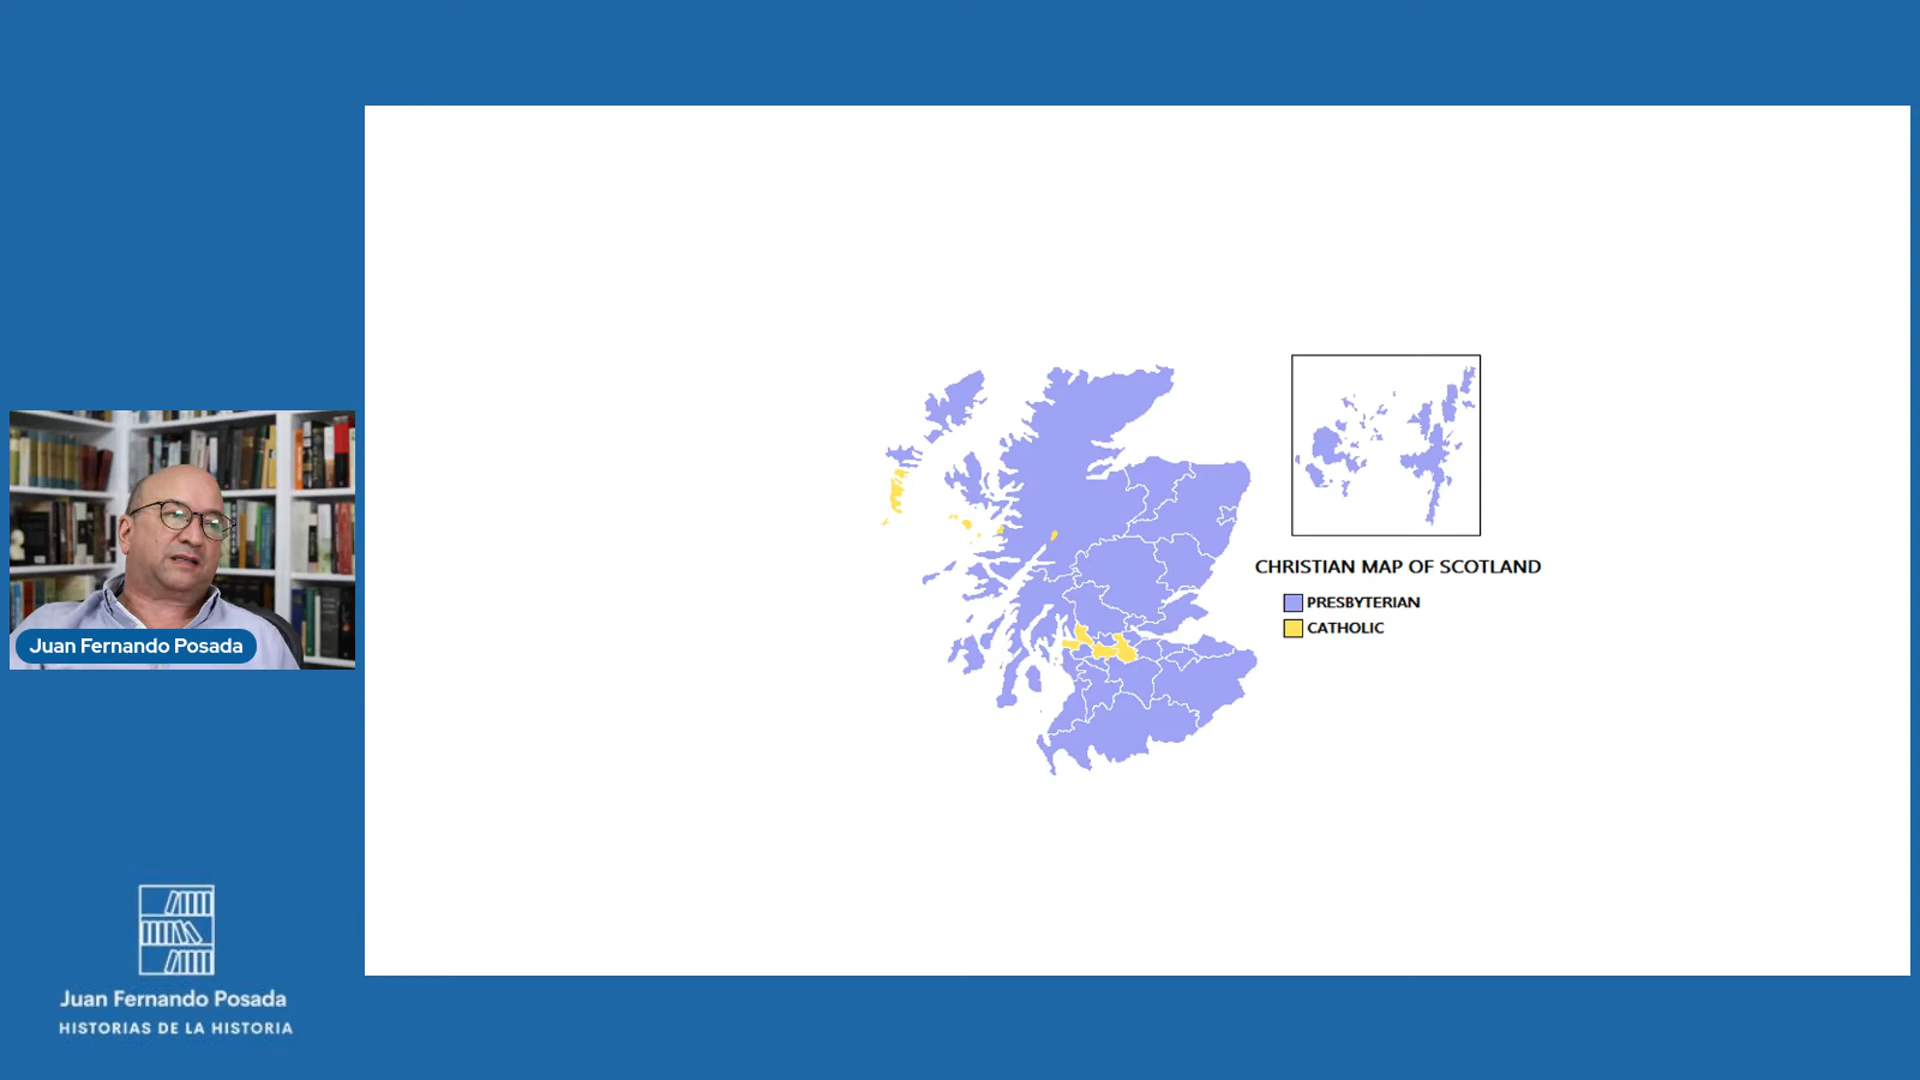 CHRISTIAN MAP OF SCOTLAND
PRESBYTERIAN
CATHOLIC
Juan Fernando Posada
Juan Fernando Posada
HISTORIAS DE LA HISTORIA